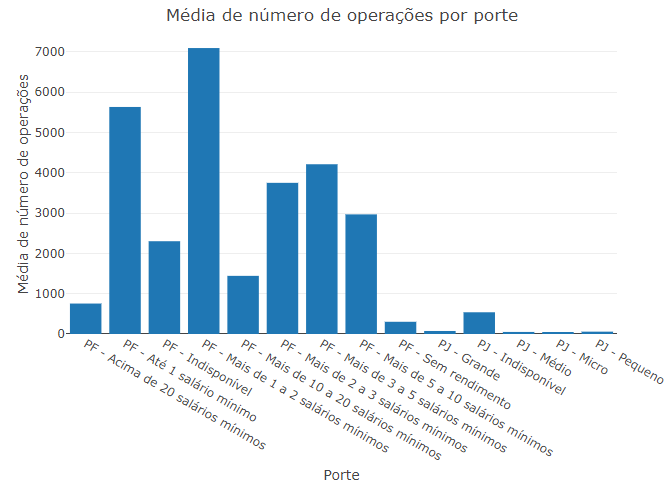 Média de número de operações por porte
Média de número de operações
7000
6000
5000
4000
3000
2000
1000
0
PF - Acima de 20 salários mínimos
PF - Até 1 salário mínimo
PF - Indisponível
PF - Mais de 1 a 2 salários mínimos
PF - Mais de 10 a 20 salários mínimos
PF - Mais de 2 a 3 salários mínimos
PF - Mais de 3 a 5 salários mínimos
PF - Mais de 5 a 10 salários mínimos
PF - Sem rendimento
PJ - Grande
PJ - Indisponível
PJ - Médio
PJ - Micro
PJ - Pequeno
Porte